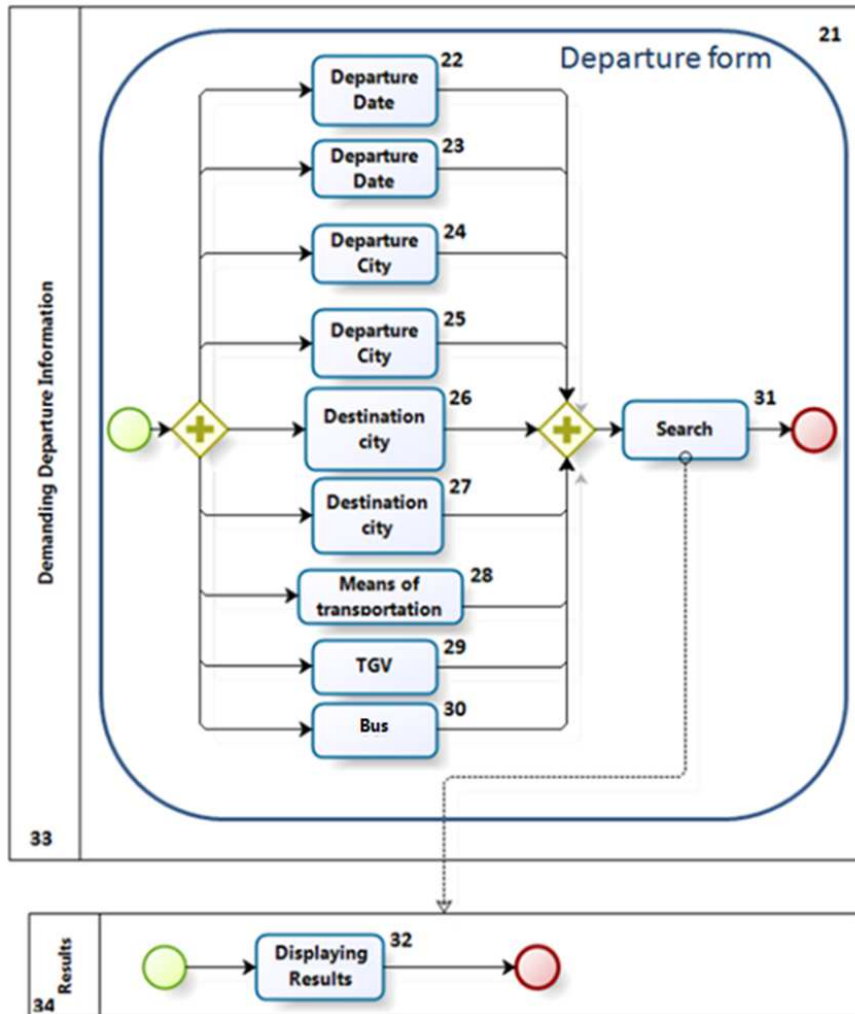 21
Departure form
22
Departure
Date
23
Departure
Date
24
Departure
City
25
Departure
City
26
Destination
city
27
Destination
city
28
Means of
transportation
29
TGV
30
Bus
31
Search
Demanding Departure Information
33
32
Displaying
Results
Results
34